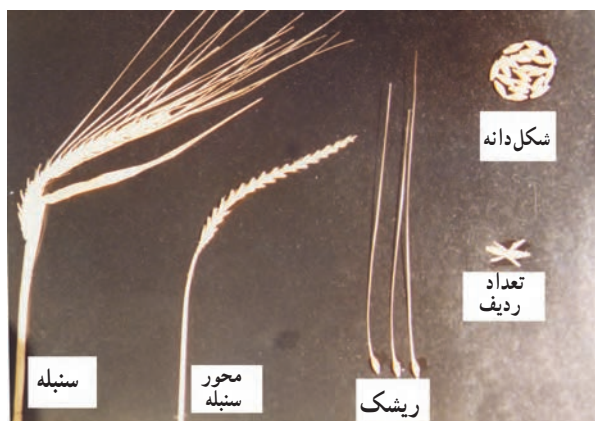 شکل دانه
تعداد
ردیف
ریشک
محور
سنبله
سنبله